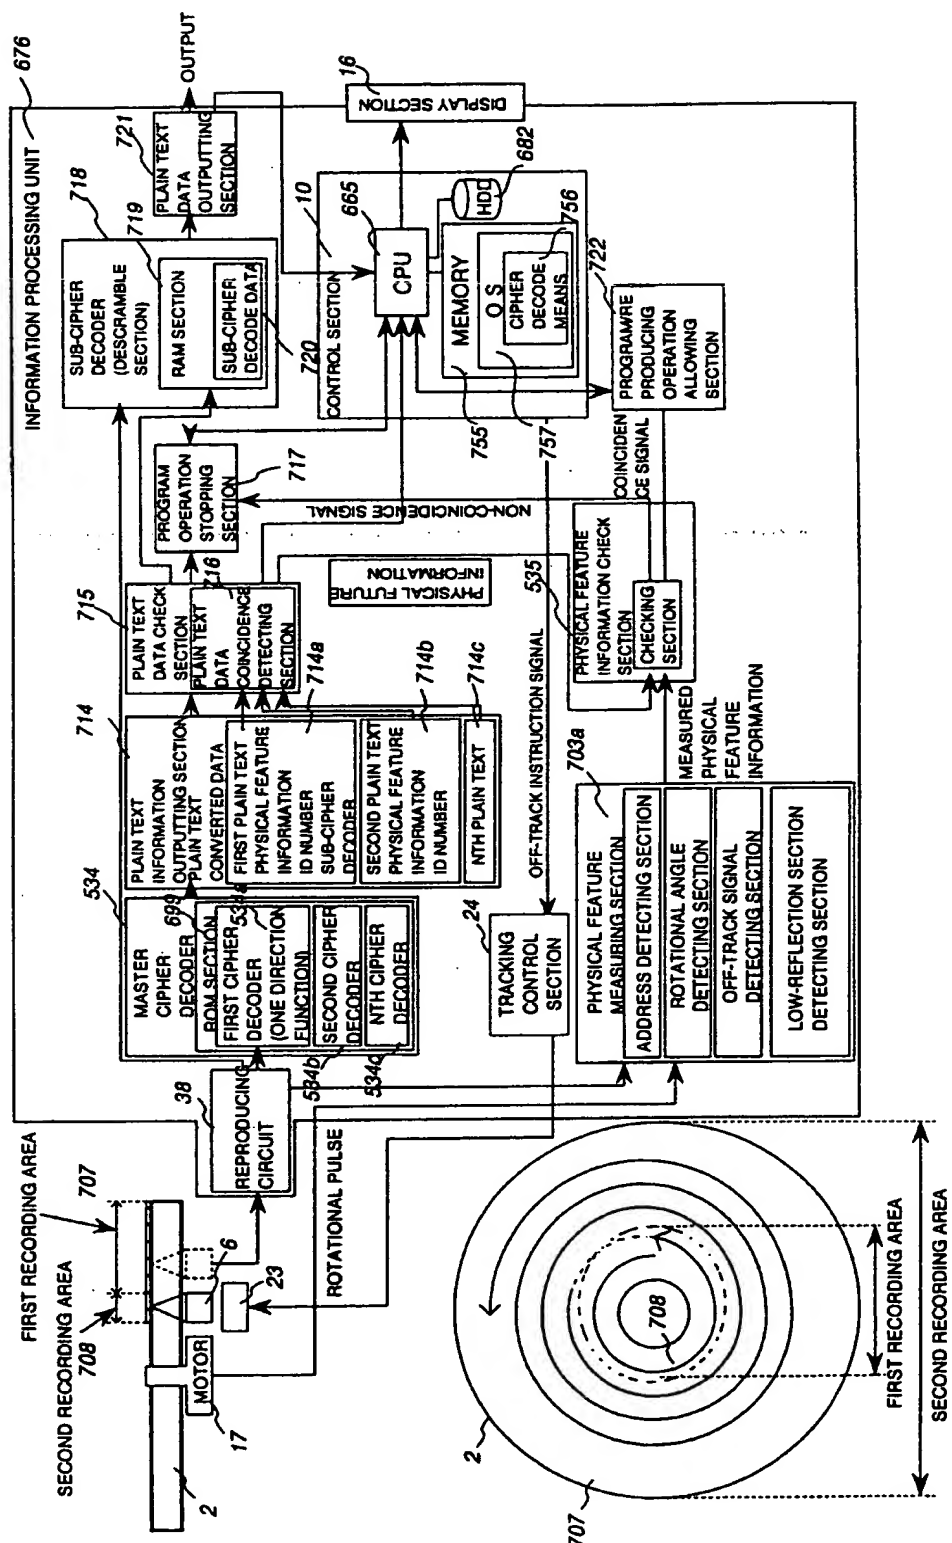 INFORMATION PROCESSING UNIT
676
OUTPUT
721
PLAIN TEXT
DATA
OUTPUTTING
SECTION
718
719
SUB-CIPHER
DECODER
(DESCRAMBLE
SECTION)
RAM SECTION
SUB-CIPHER
DECODE DATA
720
16
DISPLAY SECTION
10
CONTROL SECTION
665
CPU
682
HDD
MEMORY
O S
CIPHER
DECODE
MEANS
756
755
757
722
PROGRAMRE
PRODUCING
OPERATION
ALLOWING
SECTION
COINCIDEN
CE SIGNAL
PROGRAM
OPERATION
STOPPING
SECTION
717
NON-COINCIDENCE SIGNAL
715
PLAIN TEXT
DATA CHECK
SECTION
716
PLAIN TEXT
DATA
COINCIDENCE
DETECTING
SECTION
PHYSICAL FUTURE
INFORMATION
535
PHYSICAL FEATURE
INFORMATION CHECK
SECTION
CHECKING
SECTION
714
PLAIN TEXT
INFORMATION
OUTPUTTING SECTION
PLAIN TEXT
CONVERTED DATA
FIRST PLAIN TEXT
PHYSICAL FEATURE
INFORMATION
ID NUMBER
SUB-CIPHER
DECODER
714a
SECOND PLAIN TEXT
PHYSICAL FEATURE
INFORMATION
ID NUMBER
714b
NTH PLAIN TEXT
714c
OFF-TRACK INSTRUCTION SIGNAL
MEASURED
PHYSICAL
FEATURE
INFORMATION
703a
534
MASTER
CIPHER
DECODER
699
ROM SECTION
534a
FIRST CIPHER
DECODER
(ONE DIRECTION
FUNCTION)
SECOND CIPHER
DECODER
534b
NTH CIPHER
DECODER
534c
24
TRACKING
CONTROL
SECTION
PHYSICAL FEATURE
MEASURING SECTION
ADDRESS DETECTING SECTION
ROTATIONAL ANGLE
DETECTING SECTION
OFF-TRACK SIGNAL
DETECTING SECTION
LOW-REFLECTION SECTION
DETECTING SECTION
38
REPRODUCING
CIRCUIT
ROTATIONAL PULSE
FIRST RECORDING AREA
707
SECOND RECORDING AREA
708
6
23
MOTOR
17
2
2
707
708
FIRST RECORDING AREA
SECOND RECORDING AREA